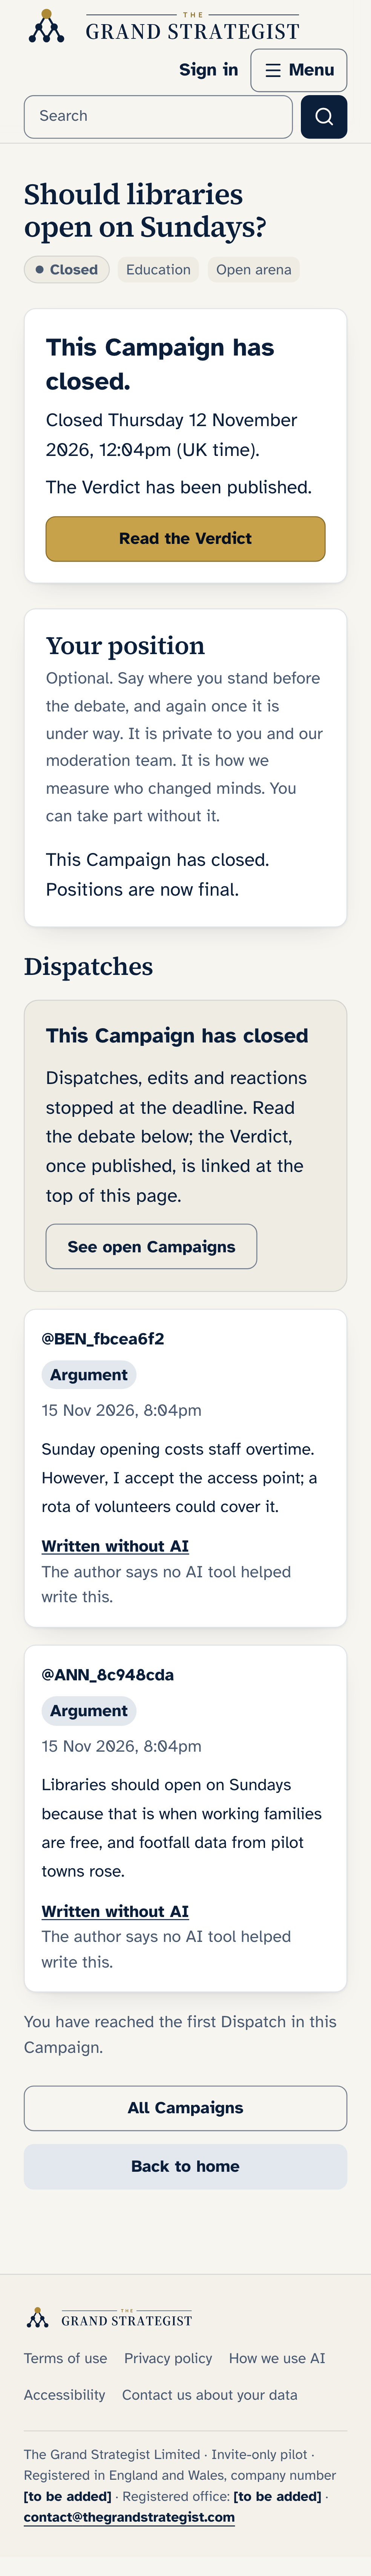 THE
GRAND STRATEGIST
Sign in
Menu
Search
Should libraries
open on Sundays?
Closed
Education
Open arena
This Campaign has
closed.
Closed Thursday 12 November
2026, 12:04pm (UK time).
The Verdict has been published.
Read the Verdict
Your position
Optional. Say where you stand before
the debate, and again once it is
under way. It is private to you and our
moderation team. It is how we
measure who changed minds. You
can take part without it.
This Campaign has closed.
Positions are now final.
Dispatches
This Campaign has closed
Dispatches, edits and reactions
stopped at the deadline. Read
the debate below; the Verdict,
once published, is linked at the
top of this page.
See open Campaigns
@BEN_fbcea6f2
Argument
15 Nov 2026, 8:04pm
Sunday opening costs staff overtime.
However, I accept the access point; a
rota of volunteers could cover it.
Written without AI
The author says no AI tool helped
write this.
@ANN_8c948cda
Argument
15 Nov 2026, 8:04pm
Libraries should open on Sundays
because that is when working families
are free, and footfall data from pilot
towns rose.
Written without AI
The author says no AI tool helped
write this.
You have reached the first Dispatch in this
Campaign.
All Campaigns
Back to home
THE
GRAND STRATEGIST
Terms of use Privacy policy How we use AI
Accessibility Contact us about your data
The Grand Strategist Limited · Invite-only pilot ·
Registered in England and Wales, company number
[to be added] · Registered office: [to be added] ·
contact@thegrandstrategist.com